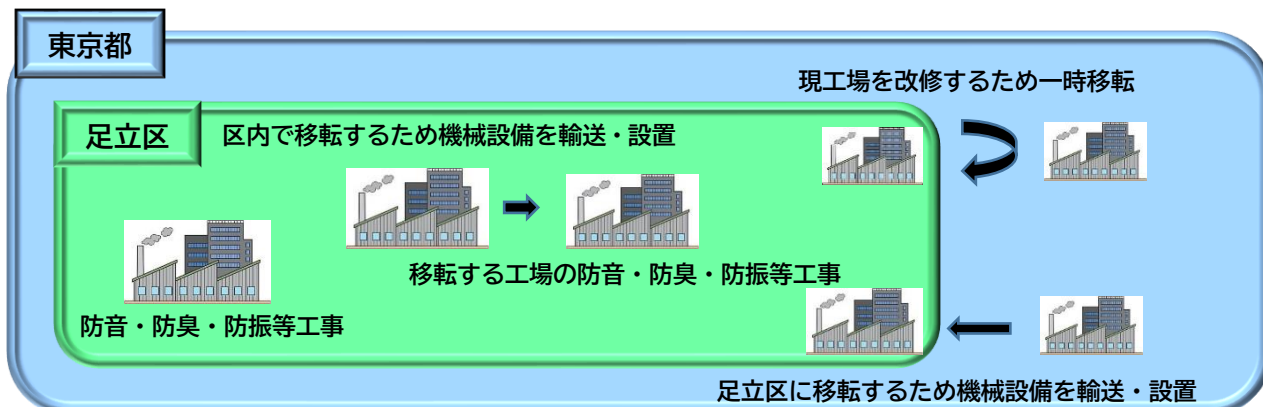 東京都
現工場を改修するため一時移転
足立区
区内で移転するため機械設備を輸送・設置
移転する工場の防音・防臭・防振等工事
防音・防臭・防振等工事
足立区に移転するため機械設備を輸送・設置